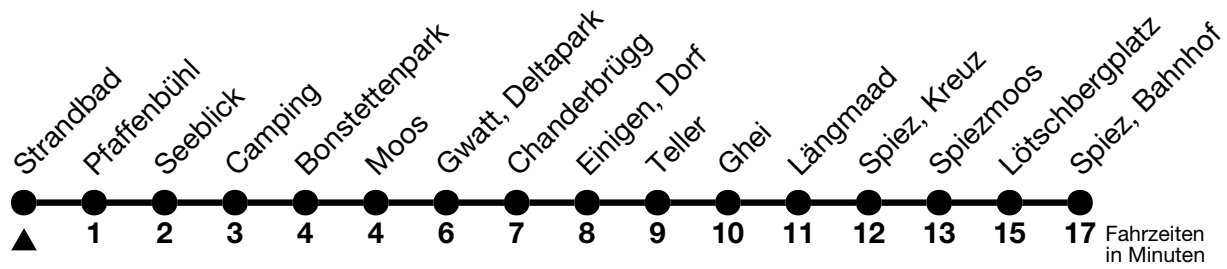 Strandbad
Pfaffenbühl
Seeblick
Camping
Bonstettenpark
Moos
Gwatt, Deltapark
Chanderbrügg
Einigen, Dorf
Teller
Ghei
Längmaad
Spiez, Kreuz
Spiezmoos
Lötschbergplatz
Spiez, Bahnhof
1 2 3 4 4 6 7 8 9 10 11 12 13 15 17
Fahrzeiten
in Minuten